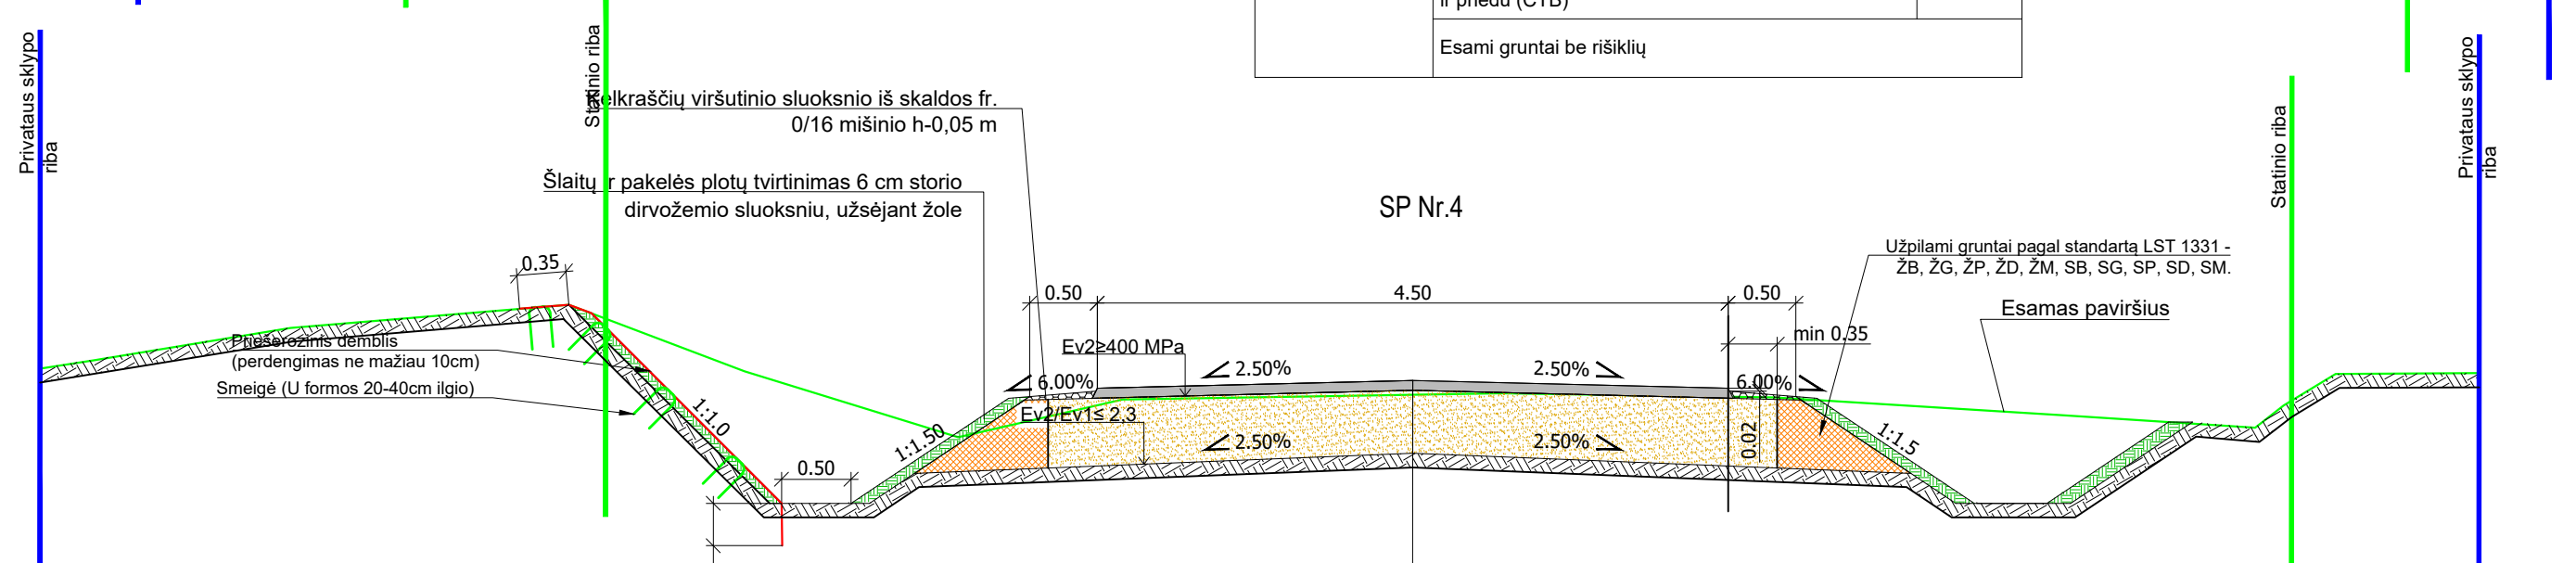 ir priedu (CTB)
Esami gruntai be rišiklių
Privataus sklypo
riba
Statinio riba
Kelkraščių viršutinio sluoksnio iš skaldos fr.
0/16 mišinio h-0,05 m
Šlaitų ir pakelės plotų tvirtinimas 6 cm storio
dirvožemio sluoksniu, užsėjant žole
SP Nr.4
Statinio riba
Privataus sklypo
riba
Užpilami gruntai pagal standartą LST 1331 -
ŽB, ŽG, ŽP, ŽD, ŽM, SB, SG, SP, SD, SM.
Esamas paviršius
0.35
0.50
4.50
0.50
min 0.35
Priešerozinis demblis
(perdengimas ne mažiau 10cm)
Smeigė (U formos 20-40cm ilgio)
Ev2≥400 MPa
2.50%
2.50%
6.00%
6.00%
Ev2/Ev1≤ 2,3
2.50%
2.50%
0.02
1:1.0
1:1.50
1:1.5
0.50